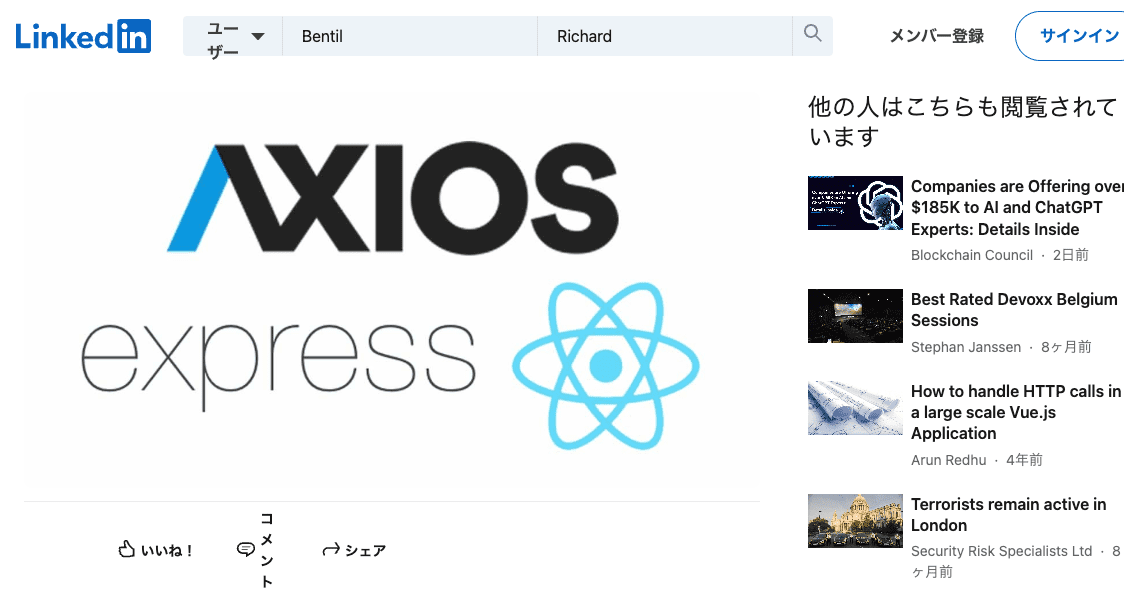 LinkedIn
ユー
ザー
Bentil
Richard
メンバー登録
サインイン
AXIOS
express
いいね！
コ
メ
ン
ト
シェア
他の人はこちらも閲覧されて
います
Companies are Offering over
$185K to AI and ChatGPT
Experts: Details Inside
Blockchain Council · 2日前
Best Rated Devoxx Belgium
Sessions
Stephan Janssen · 8ヶ月前
How to handle HTTP calls in
a large scale Vue.js
Application
Arun Redhu · 4年前
Terrorists remain active in
London
Security Risk Specialists Ltd · 8
ヶ月前